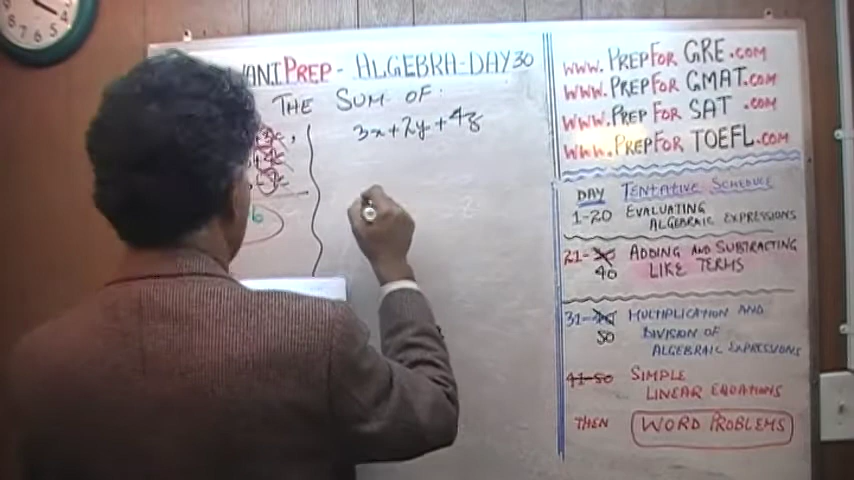 ANI PREP - ALGEBRA-DAY 30
THE SUM OF:
3x+2y+4z
6
www.PREPFOR GRE.COM
www.PREPFOR GMAT.COM
www.PREP FOR SAT .COM
www.PREPFOR TOEFL.COM
DAY TENTATIVE SCHEDULE
1-20 EVALUATING
ALGEBRAIC EXPRESSIONS
21-30 ADDING AND SUBTRACTING
40 LIKE TERMS
31-40 MULTIPLICATION AND
50 DIVISION OF
ALGEBRAIC EXPRESSIONS
41-50 SIMPLE
LINEAR EQUATIONS
THEN WORD PROBLEMS